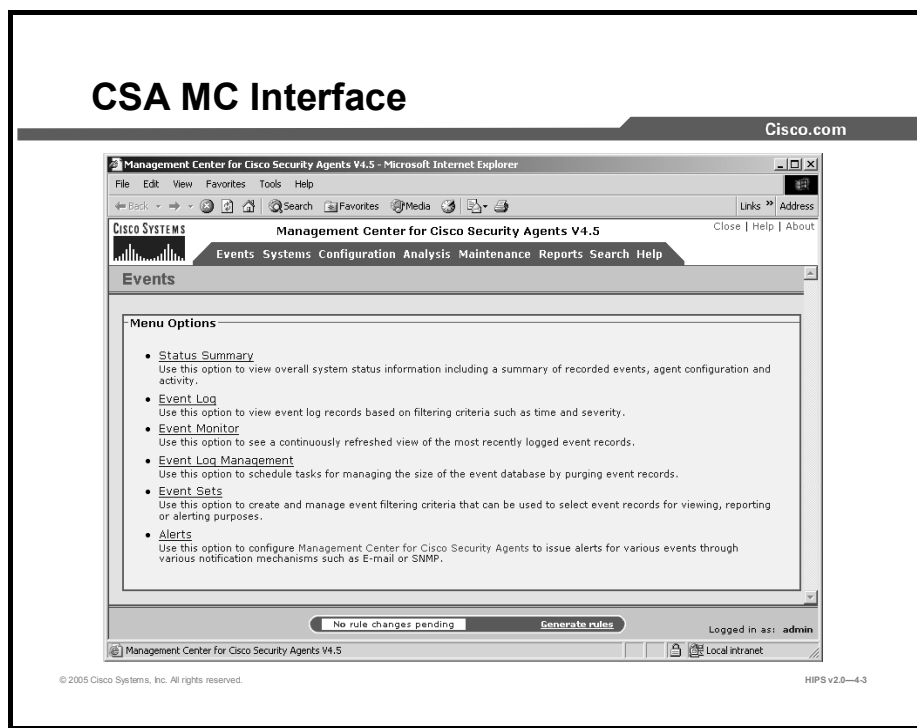 CSA MC Interface
Cisco.com
Management Center for Cisco Security Agents V4.5 - Microsoft Internet Explorer
File Edit View Favorites Tools Help
Back Search Favorites Media Links » Address
CISCO SYSTEMS Management Center for Cisco Security Agents V4.5 Close | Help | About
Events Systems Configuration Analysis Maintenance Reports Search Help
Events
Menu Options
• Status Summary
Use this option to view overall system status information including a summary of recorded events, agent configuration and
activity.
• Event Log
Use this option to view event log records based on filtering criteria such as time and severity.
• Event Monitor
Use this option to see a continuously refreshed view of the most recently logged event records.
• Event Log Management
Use this option to schedule tasks for managing the size of the event database by purging event records.
• Event Sets
Use this option to create and manage event filtering criteria that can be used to select event records for viewing, reporting
or alerting purposes.
• Alerts
Use this option to configure Management Center for Cisco Security Agents to issue alerts for various events through
various notification mechanisms such as E-mail or SNMP.
No rule changes pending Generate rules Logged in as: admin
Management Center for Cisco Security Agents V4.5 Local intranet
© 2005 Cisco Systems, Inc. All rights reserved. HIPS v2.0—4-3